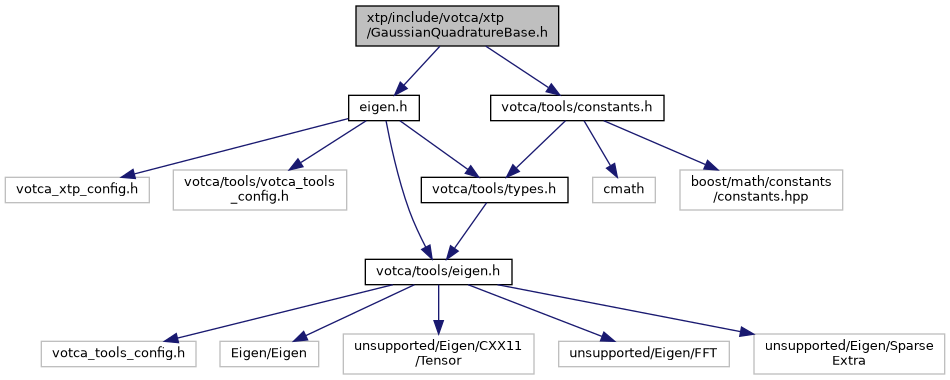 xtp/include/votca/xtp
/GaussianQuadratureBase.h
eigen.h
votca/tools/constants.h
votca_xtp_config.h
votca/tools/votca_tools
_config.h
votca/tools/types.h
cmath
boost/math/constants
/constants.hpp
votca/tools/eigen.h
votca_tools_config.h
Eigen/Eigen
unsupported/Eigen/CXX11
/Tensor
unsupported/Eigen/FFT
unsupported/Eigen/Sparse
Extra